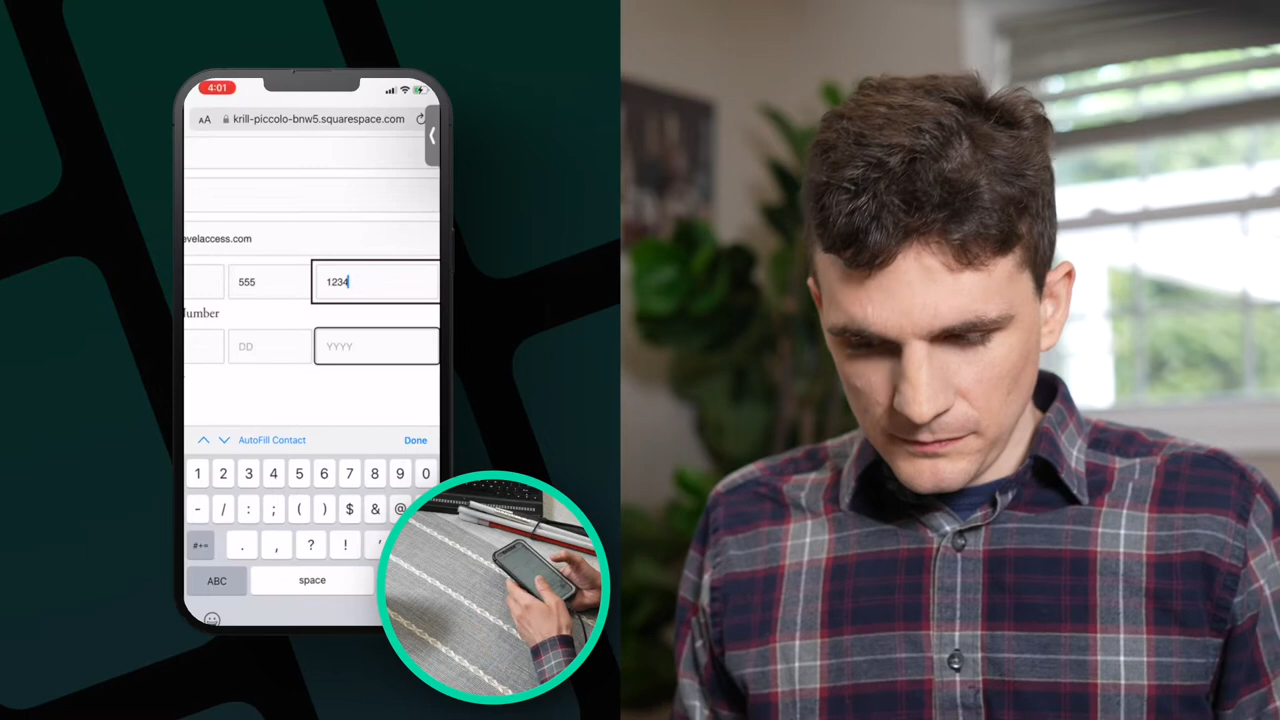 4:01
AA krill-piccolo-bnw5.squarespace.com
evelaccess.com
555 1234
Number
DD YYYY
AutoFill Contact Done
1 2 3 4 5 6 7 8 9 0
- / : ; ( ) $ & @
#+= . , ? ! '
ABC space